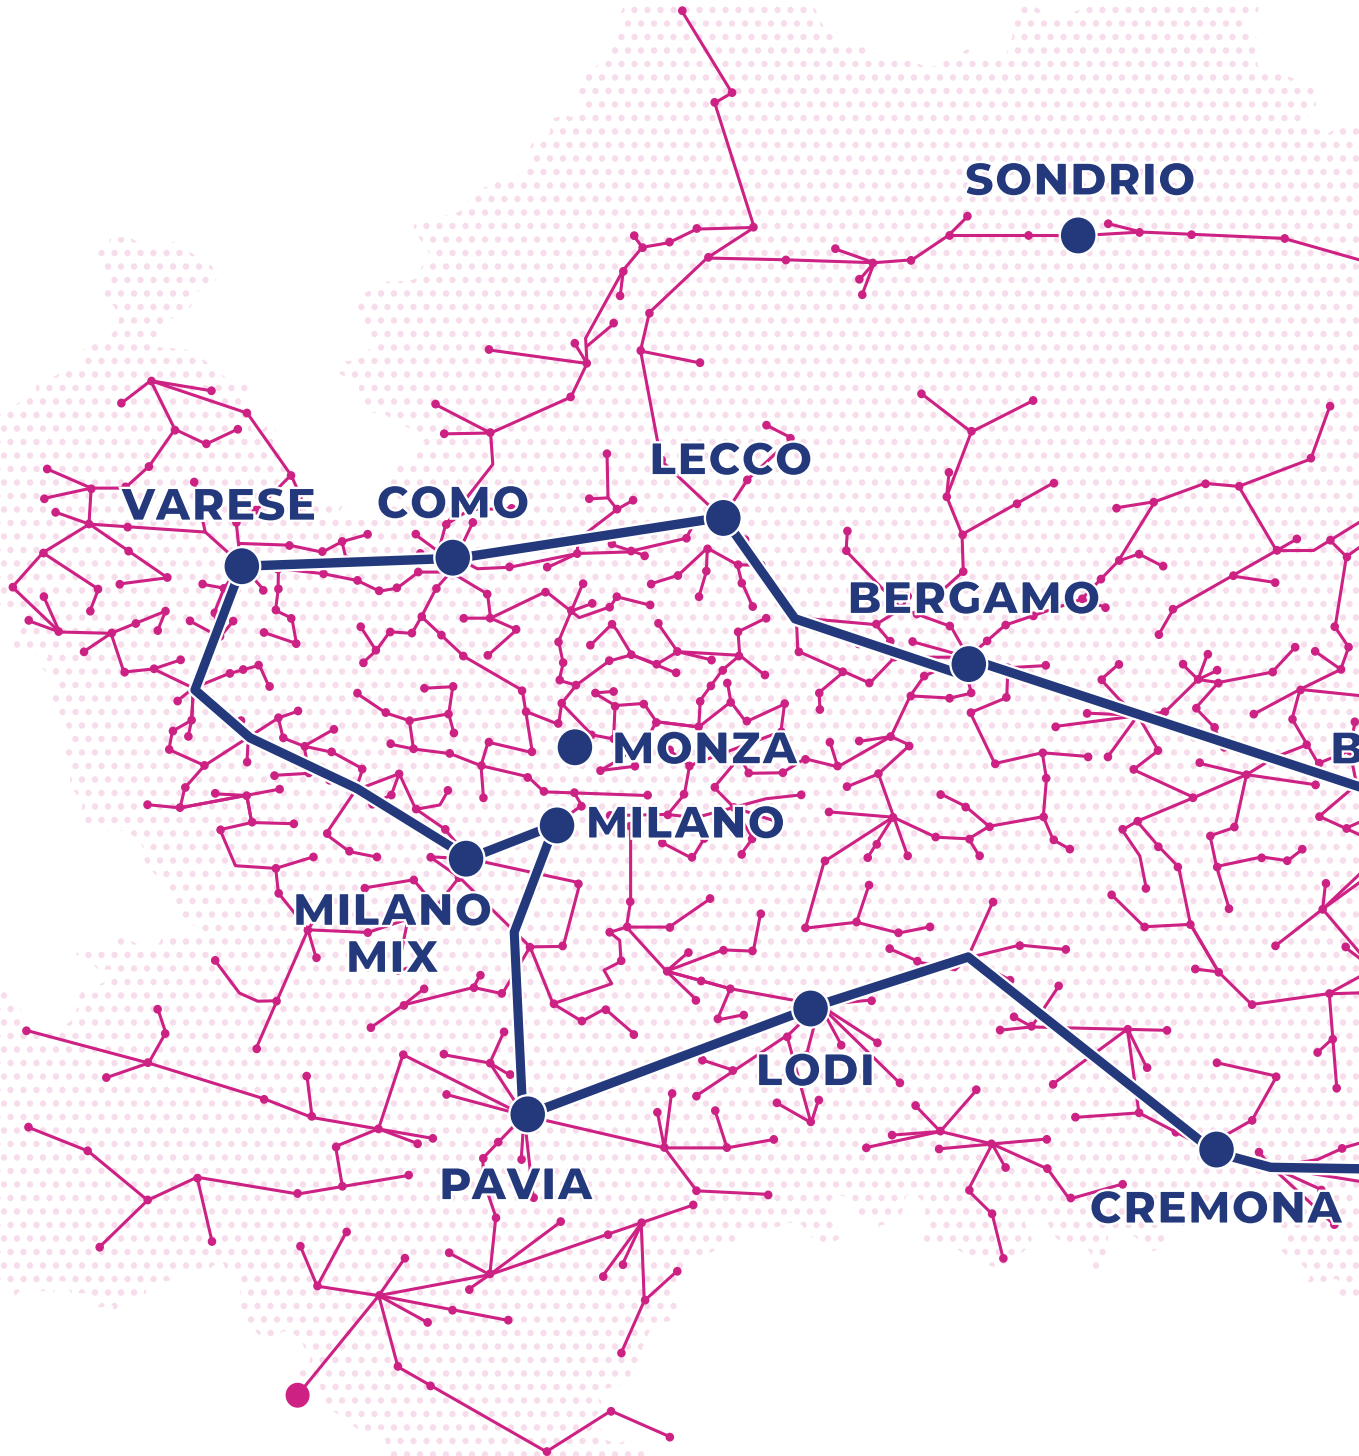 SONDRIO
LECCO
VARESE
COMO
BERGAMO
MONZA
B
MILANO
MILANO
MIX
LODI
PAVIA
CREMONA